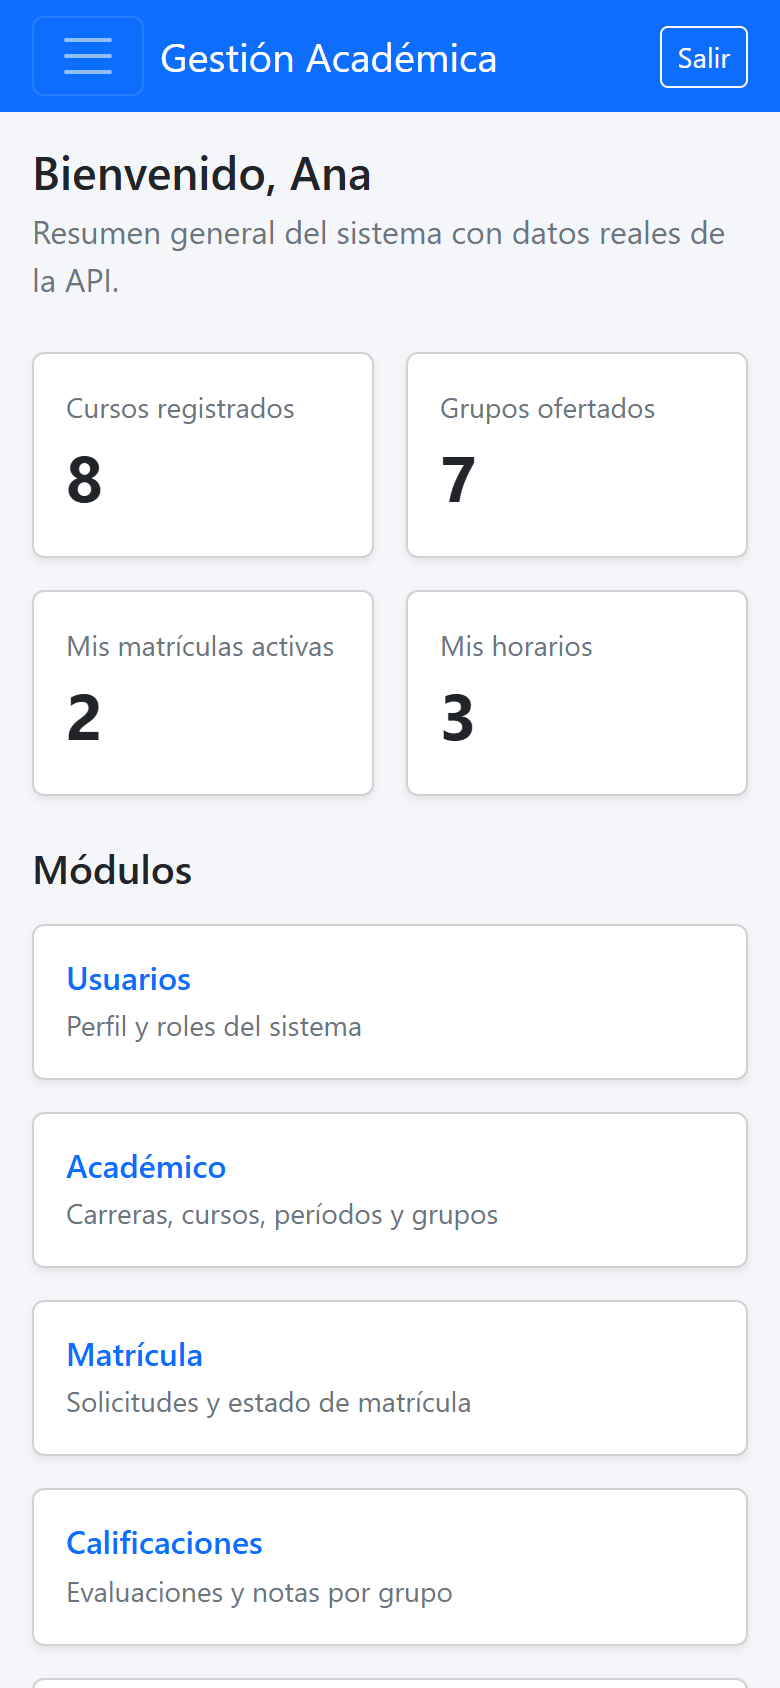 Gestión Académica
Salir
Bienvenido, Ana
Resumen general del sistema con datos reales de
la API.
Cursos registrados
8
Grupos ofertados
7
Mis matrículas activas
2
Mis horarios
3
Módulos
Usuarios
Perfil y roles del sistema
Académico
Carreras, cursos, períodos y grupos
Matrícula
Solicitudes y estado de matrícula
Calificaciones
Evaluaciones y notas por grupo